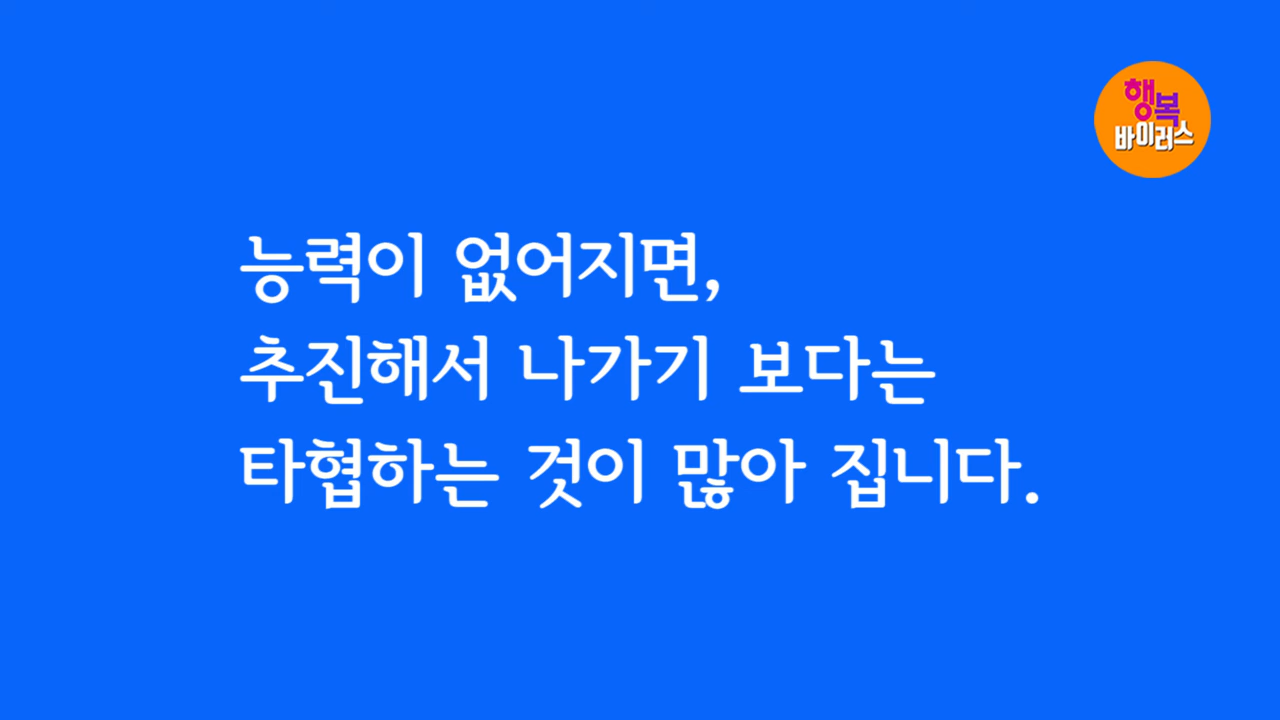 행복
바이러스
능력이 없어지면,
추진해서 나가기 보다는
타협하는 것이 많아 집니다.